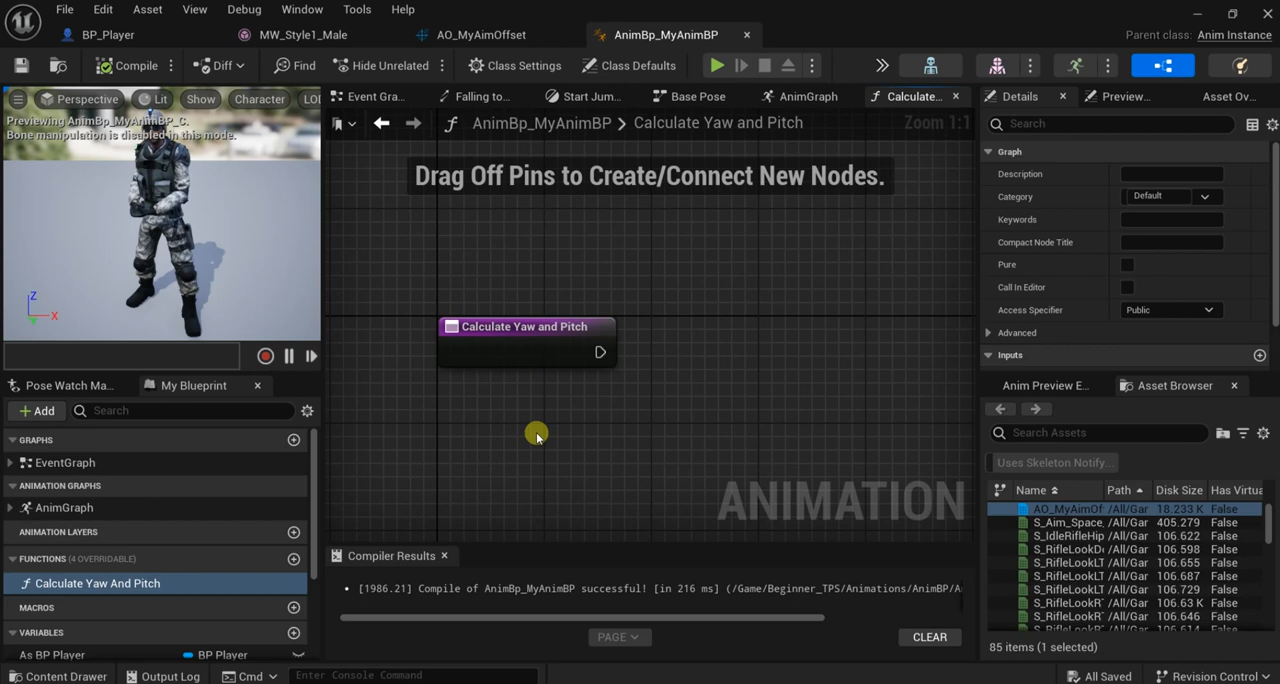 File Edit Asset View Debug Window Tools Help
BP_Player MW_Style1_Male AO_MyAimOffset AnimBp_MyAnimBP Parent class: Anim Instance
Compile Diff Find Hide Unrelated Class Settings Class Defaults
Perspective Lit Show Character LOD
Previewing AnimBp_MyAnimBP_C.
Bone manipulation is disabled in this mode.
Z
X
Event Gra... Falling to... Start Jum... Base Pose AnimGraph Calculate...
AnimBp_MyAnimBP > Calculate Yaw and Pitch Zoom 1:1
Drag Off Pins to Create/Connect New Nodes.
Calculate Yaw and Pitch
ANIMATION
Details Preview... Asset Ov...
Search
Graph
Description
Category Default
Keywords
Compact Node Title
Pure
Call In Editor
Access Specifier Public
Advanced
Inputs
Pose Watch Ma... My Blueprint
+ Add Search
GRAPHS
EventGraph
ANIMATION GRAPHS
AnimGraph
ANIMATION LAYERS
FUNCTIONS (4 OVERRIDABLE)
Calculate Yaw And Pitch
MACROS
VARIABLES
As BP Player BP Player
Compiler Results
[1986.21] Compile of AnimBp_MyAnimBP successful! [in 216 ms] (/Game/Beginner_TPS/Animations/AnimBP/A
PAGE CLEAR
Anim Preview E... Asset Browser
Search Assets
Uses Skeleton Notify...
Name Path Disk Size Has Virtua
AO_MyAimOf /All/Gar 18.233 K False
S_Aim_Space_ /All/Gar 405.279 False
S_IdleRifleHip /All/Gar 106.622 False
S_RifleLookD /All/Gar 106.598 False
S_RifleLookLT /All/Gar 106.655 False
S_RifleLookLT /All/Gar 106.687 False
S_RifleLookLT /All/Gar 106.729 False
S_RifleLookR /All/Gar 106.63 K False
S_RifleLookR /All/Gar 106.646 False
S_RifleLookR /All/Gar 106.614 False
85 items (1 selected)
Content Drawer Output Log Cmd Enter Console Command All Saved Revision Control